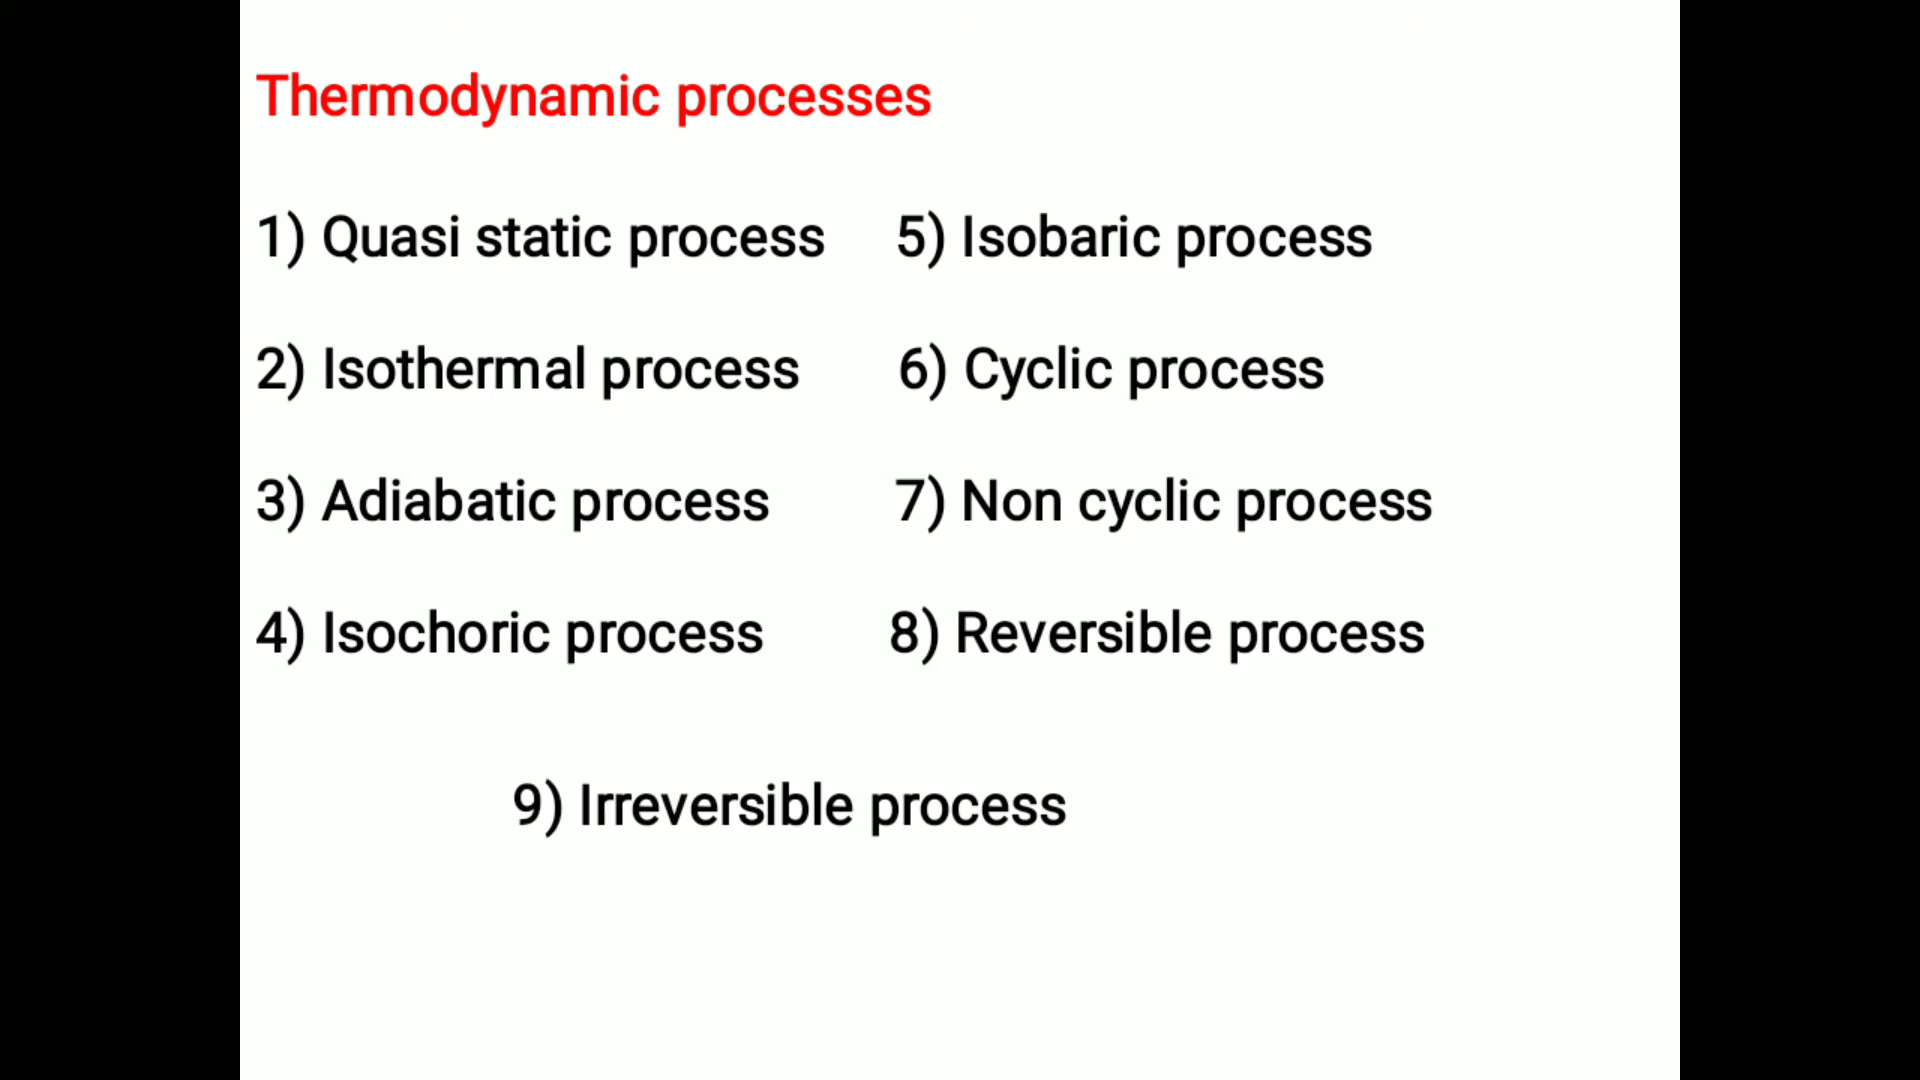 Thermodynamic processes
1) Quasi static process
5) Isobaric process
2) Isothermal process
6) Cyclic process
3) Adiabatic process
7) Non cyclic process
4) Isochoric process
8) Reversible process
9) Irreversible process